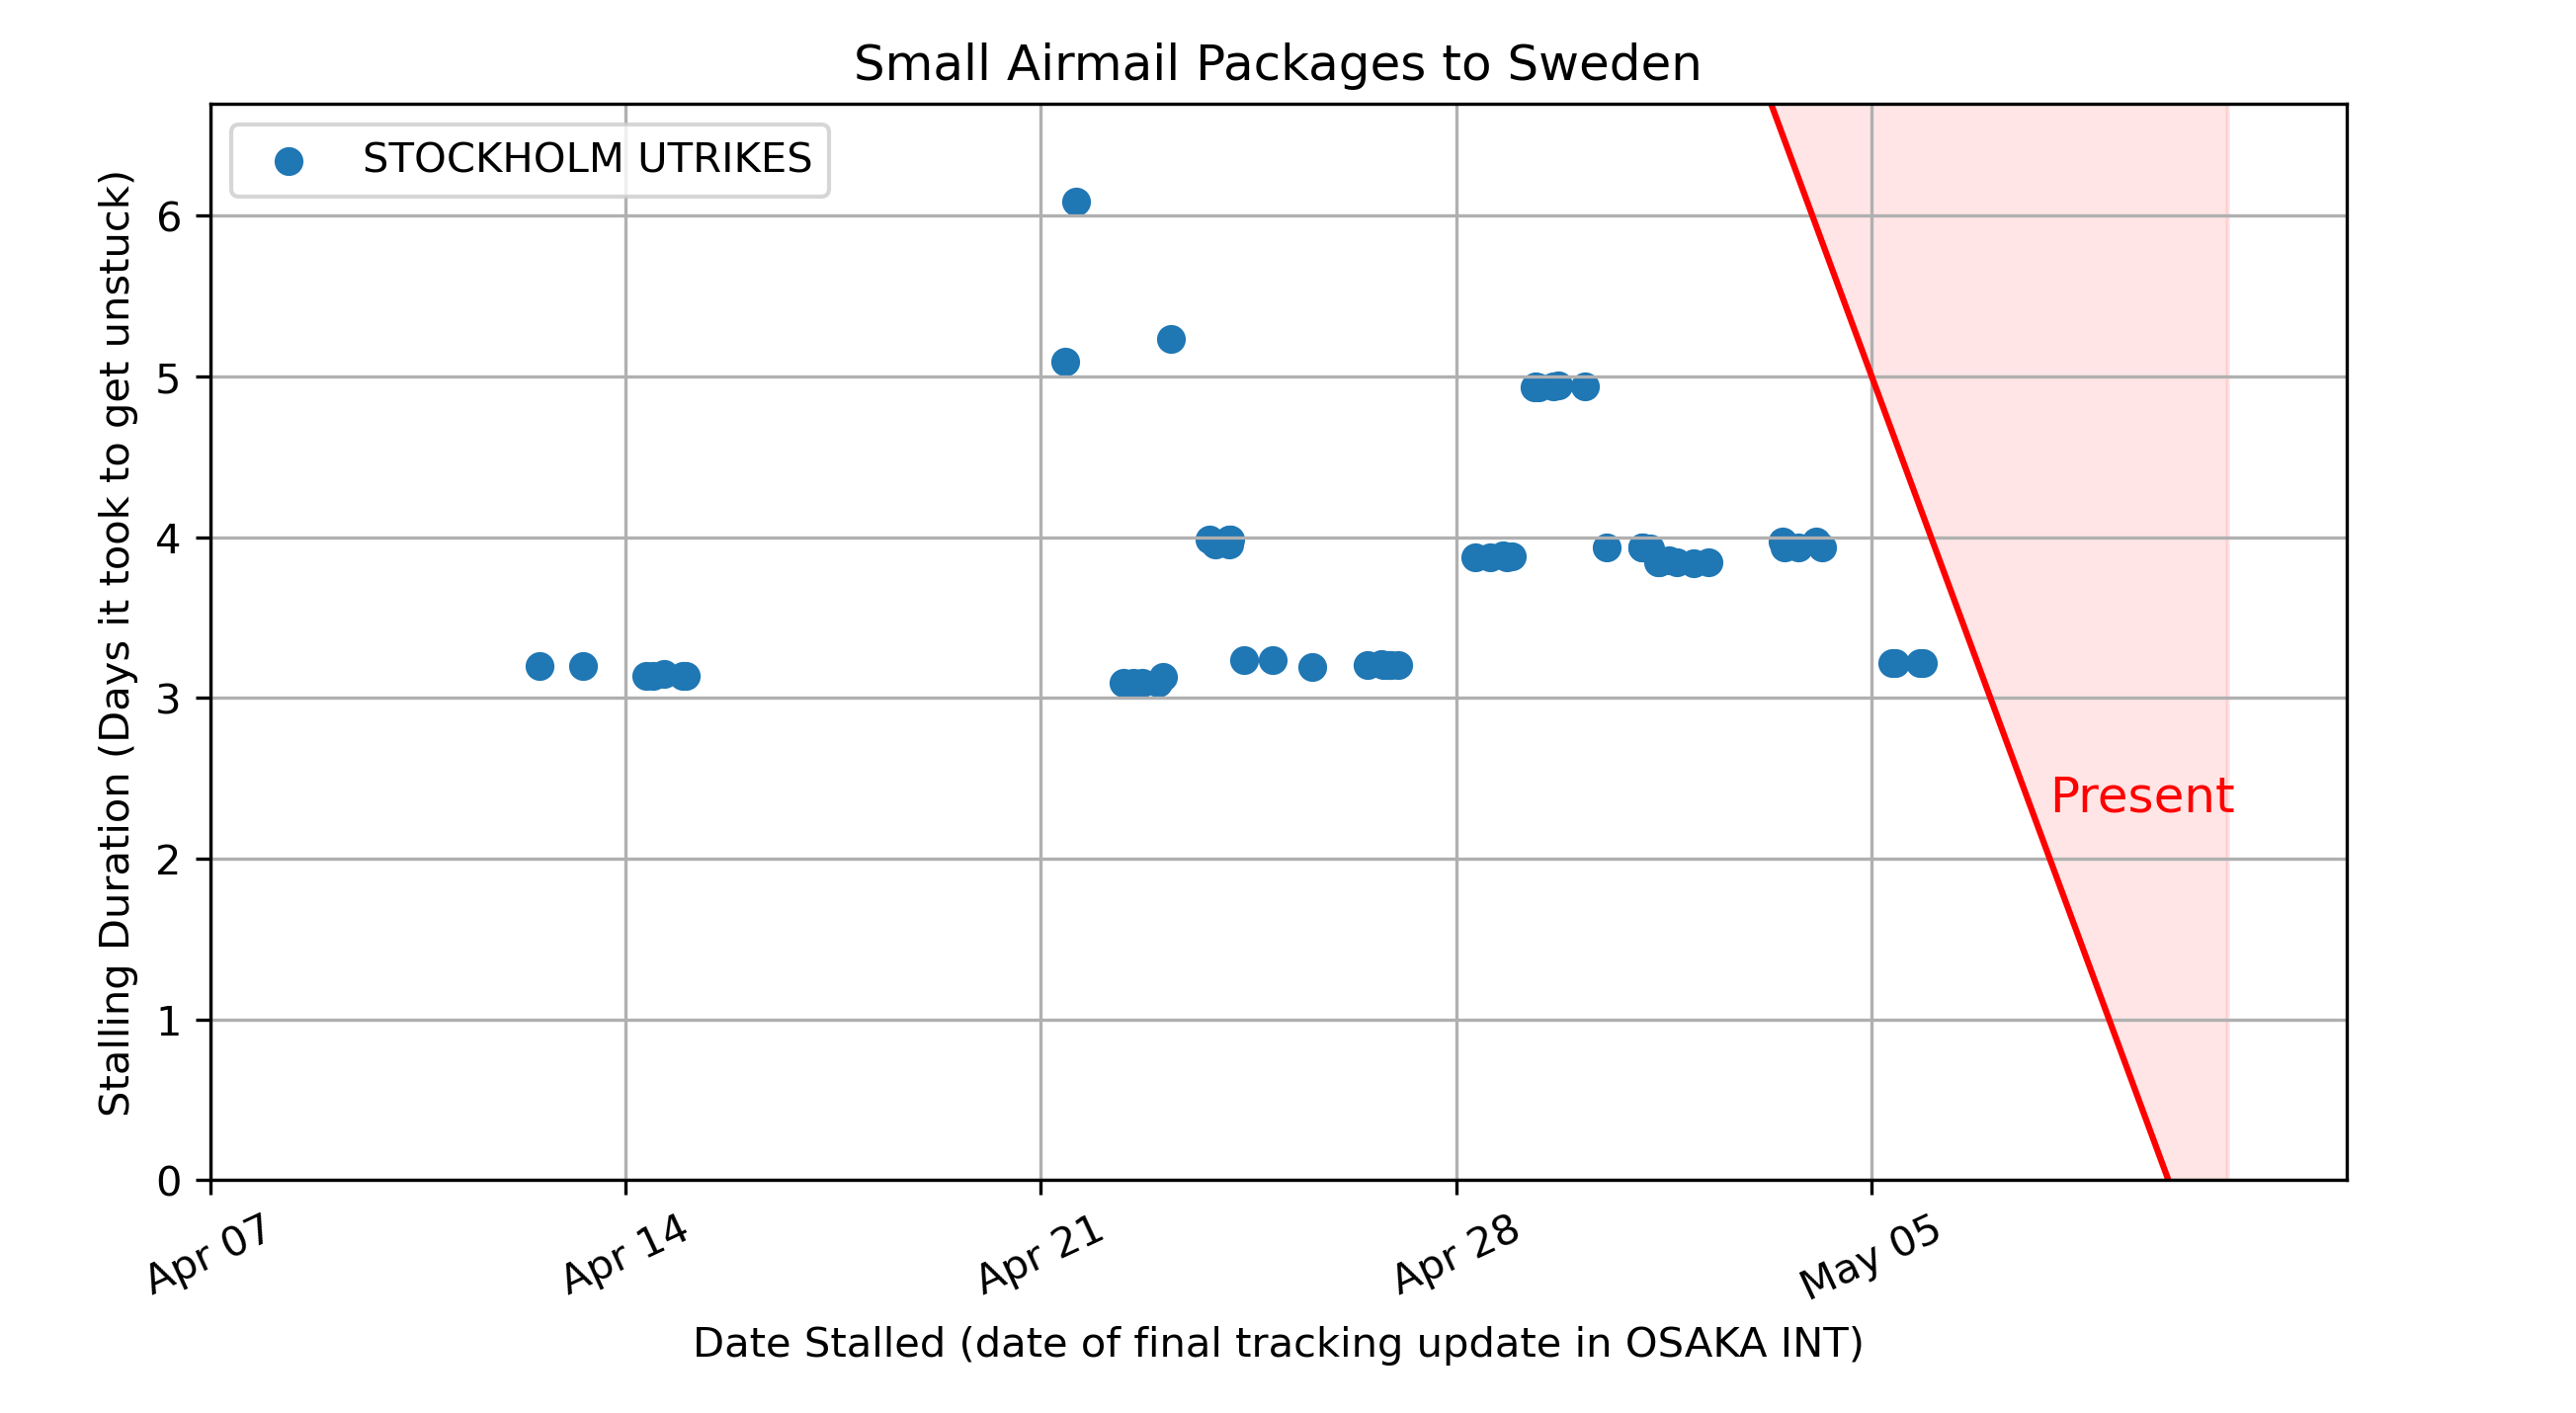 Small Airmail Packages to Sweden
STOCKHOLM UTRIKES
Stalling Duration (Days it took to get unstuck)
6
5
4
3
2
1
0
Present
Apr 07
Apr 14
Apr 21
Apr 28
May 05
Date Stalled (date of final tracking update in OSAKA INT)